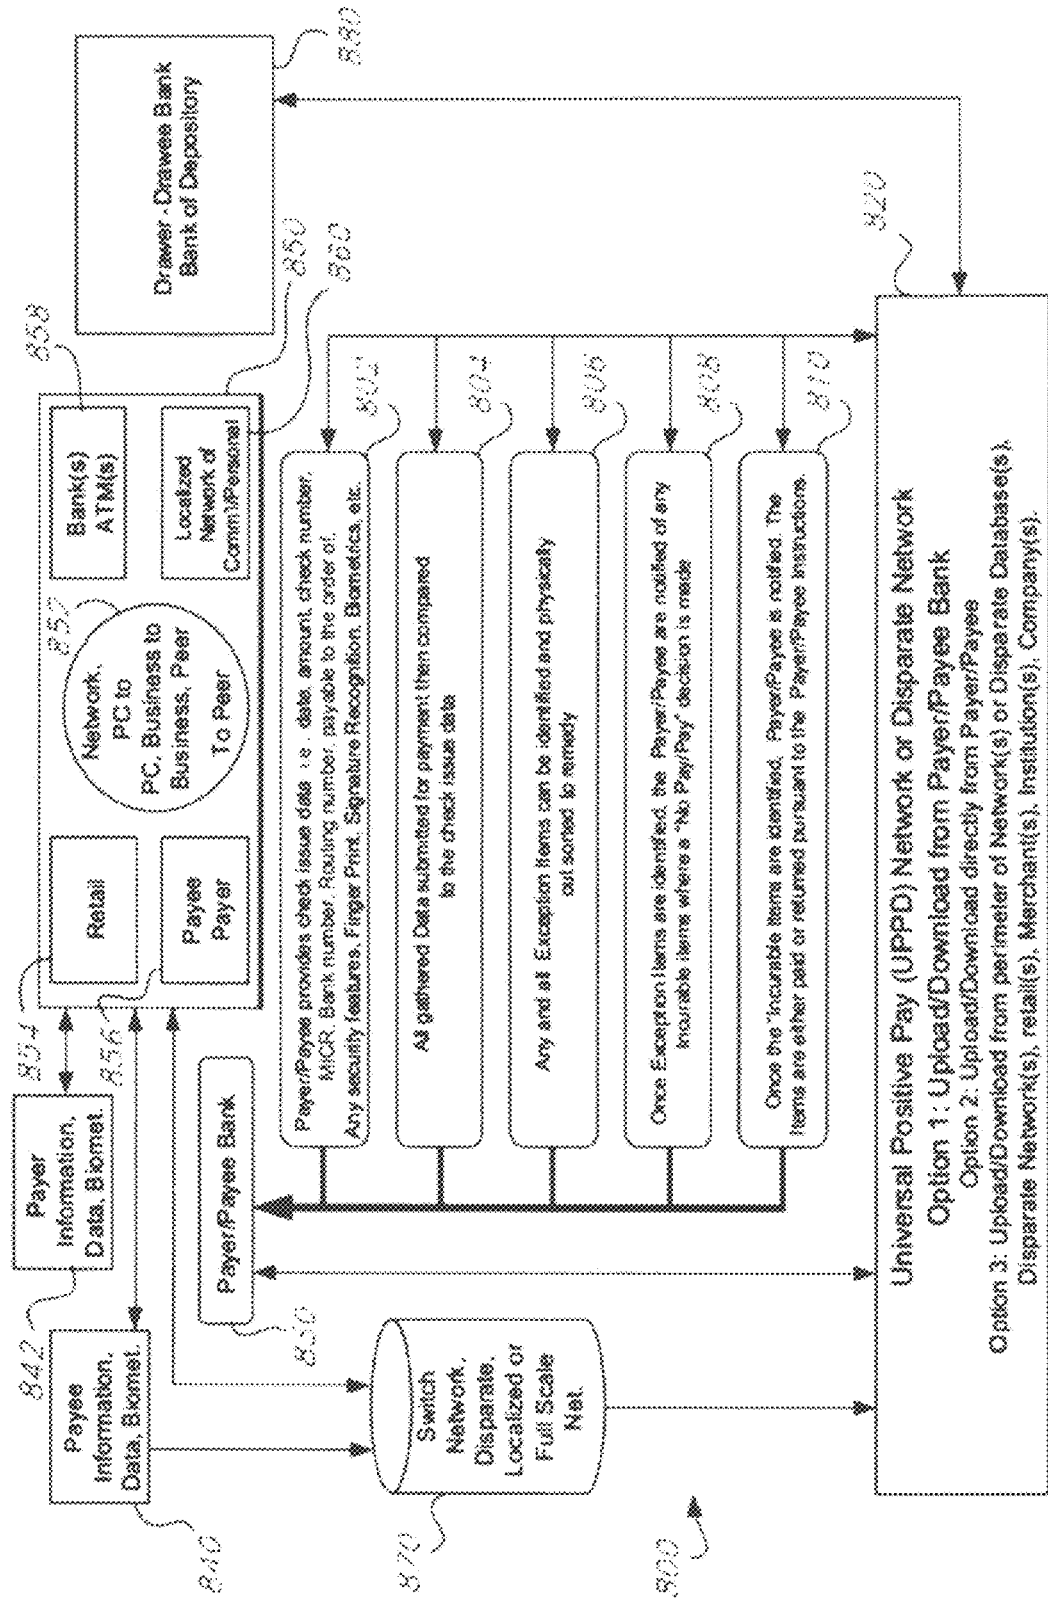 Payee
Information,
Data, Biomet.
840
Payer
Information,
Data, Biomet.
842
Retail
854
Payee
Payer
856
Network,
PC to
PC, Business to
Business, Peer
To Peer
852
Bank(s)
ATM(s)
858
Localized
Network of
Comm'l/Personal
850
860
Drawer - Drawee Bank
Bank of Depository
880
Payer/Payee Bank
830
Switch
Network,
Disparate,
Localized or
Full Scale
Net.
870
Payer/Payee provides check issue data i.e., date, amount, check number,
MICR, Bank number, Routing number, payable to the order of,
Any security features, Finger Print, Signature Recognition, Biometrics, etc.
802
All gathered Data submitted for payment then compared
to the check issue data
804
Any and all Exception Items can be identified and physically
out sorted to remedy
806
Once Exception Items are identified, the Payer/Payee are notified of any
Incurable items where a "No Pay/Pay" decision is made
808
Once the "Incurable Items are identified, Payer/Payee is notified. The
Items are either paid or returned pursuant to the Payer/Payee Instructions.
810
800
820
Universal Positive Pay (UPPD) Network or Disparate Network
Option 1: Upload/Download from Payer/Payee Bank
Option 2: Upload/Download directly from Payer/Payee
Option 3: Upload/Download from perimeter of Network(s) or Disparate Database(s),
Disparate Network(s), retail(s), Merchant(s), Institution(s), Company(s).